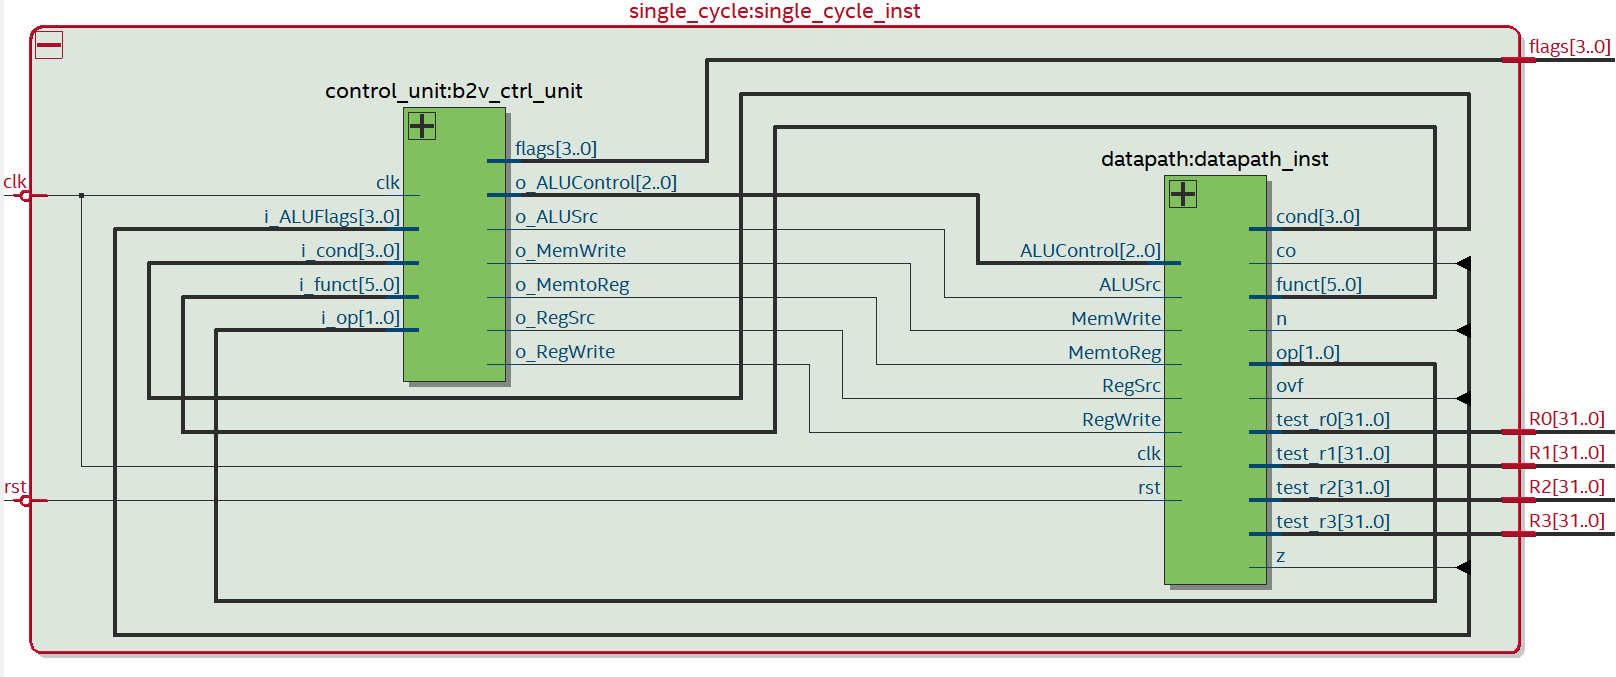 single_cycle:single_cycle_inst
flags[3..0]
control_unit:b2v_ctrl_unit
flags[3..0]
clk
clk
o_ALUControl[2..0]
i_ALUFlags[3..0]
o_ALUSrc
i_cond[3..0]
o_MemWrite
i_funct[5..0]
o_MemtoReg
i_op[1..0]
o_RegSrc
o_RegWrite
datapath:datapath_inst
cond[3..0]
ALUControl[2..0]
co
ALUSrc
funct[5..0]
MemWrite
n
MemtoReg
op[1..0]
RegSrc
ovf
RegWrite
test_r0[31..0]
R0[31..0]
clk
test_r1[31..0]
R1[31..0]
rst
rst
test_r2[31..0]
R2[31..0]
test_r3[31..0]
R3[31..0]
z